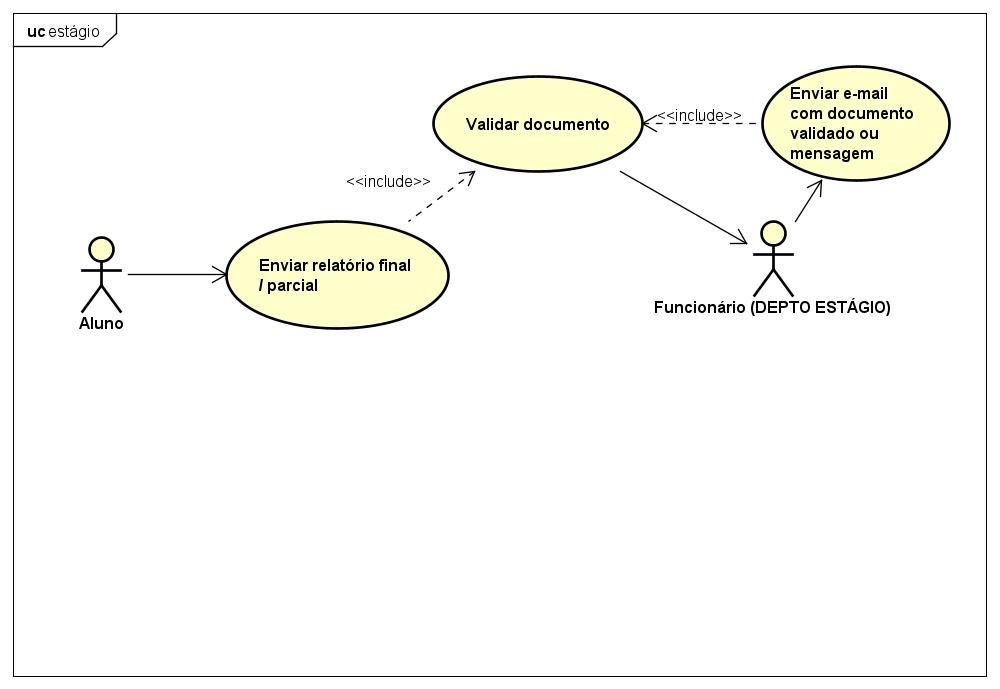 uc estágio
Validar documento
<<include>>
Enviar e-mail
com documento
validado ou
mensagem
<<include>>
Enviar relatório final
/ parcial
Aluno
Funcionário (DEPTO ESTÁGIO)